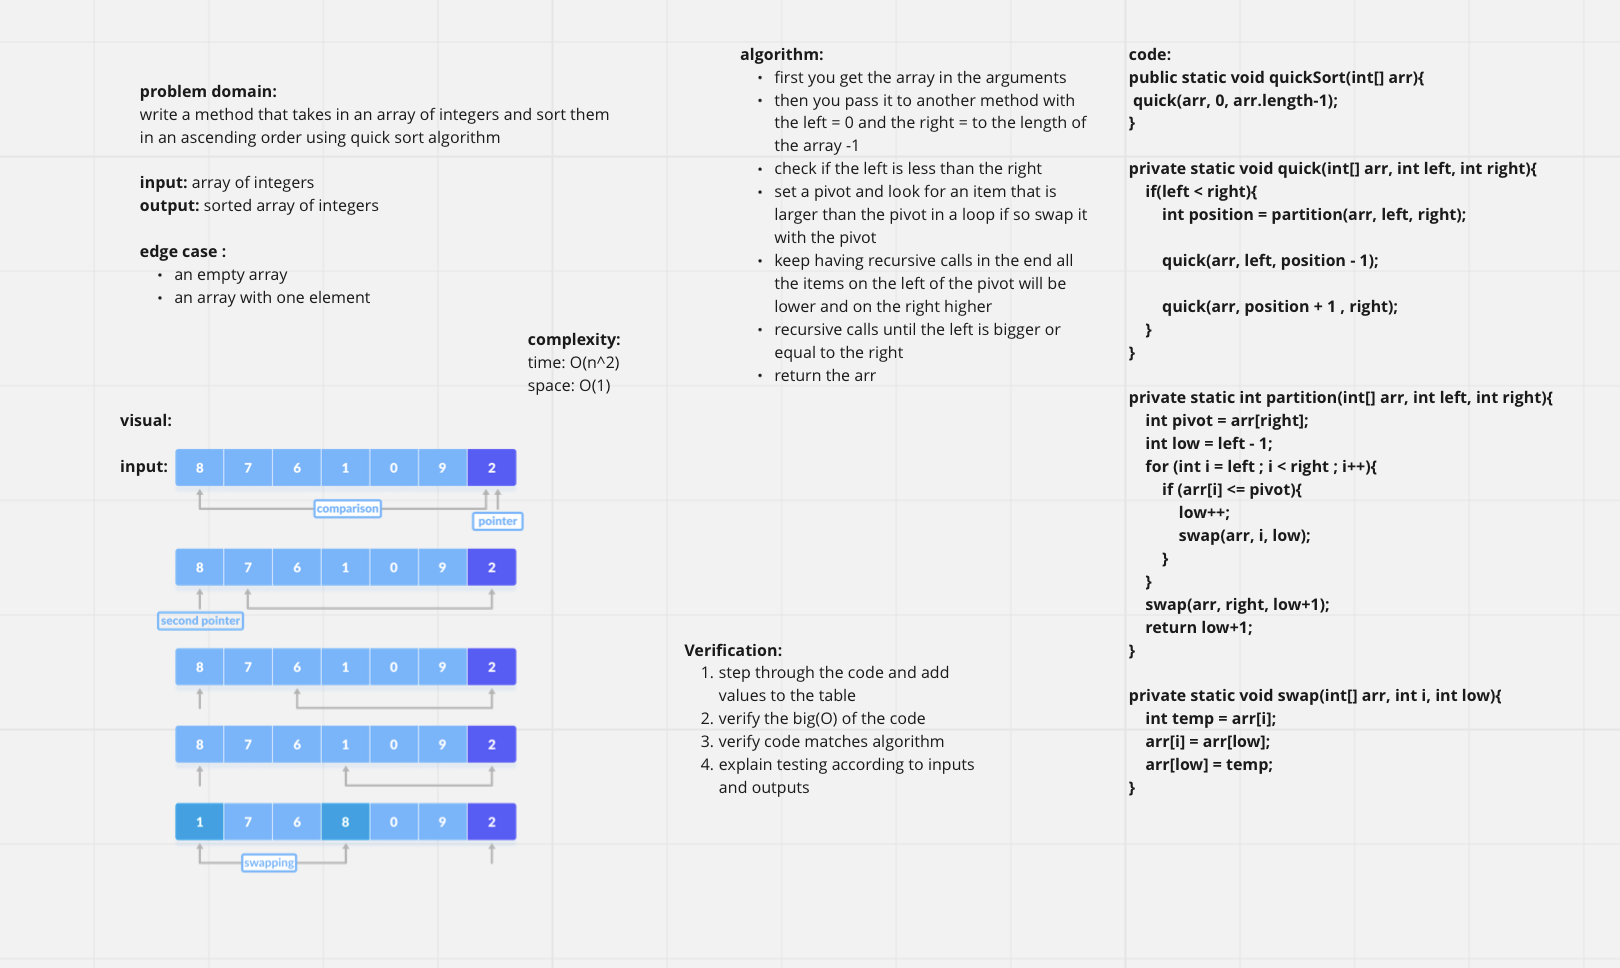 problem domain:
write a method that takes in an array of integers and sort them
in an ascending order using quick sort algorithm
input: array of integers
output: sorted array of integers
edge case :
• an empty array
• an array with one element
complexity:
time: O(n^2)
space: O(1)
visual:
input:
8 7 6 1 0 9 2
comparison
pointer
8 7 6 1 0 9 2
second pointer
8 7 6 1 0 9 2
8 7 6 1 0 9 2
1 7 6 8 0 9 2
swapping
algorithm:
• first you get the array in the arguments
• then you pass it to another method with
the left = 0 and the right = to the length of
the array -1
• check if the left is less than the right
• set a pivot and look for an item that is
larger than the pivot in a loop if so swap it
with the pivot
• keep having recursive calls in the end all
the items on the left of the pivot will be
lower and on the right higher
• recursive calls until the left is bigger or
equal to the right
• return the arr
Verification:
1. step through the code and add
values to the table
2. verify the big(O) of the code
3. verify code matches algorithm
4. explain testing according to inputs
and outputs
code:
public static void quickSort(int[] arr){
quick(arr, 0, arr.length-1);
}
private static void quick(int[] arr, int left, int right){
if(left < right){
int position = partition(arr, left, right);
quick(arr, left, position - 1);
quick(arr, position + 1 , right);
}
}
private static int partition(int[] arr, int left, int right){
int pivot = arr[right];
int low = left - 1;
for (int i = left ; i < right ; i++){
if (arr[i] <= pivot){
low++;
swap(arr, i, low);
}
}
swap(arr, right, low+1);
return low+1;
}
private static void swap(int[] arr, int i, int low){
int temp = arr[i];
arr[i] = arr[low];
arr[low] = temp;
}